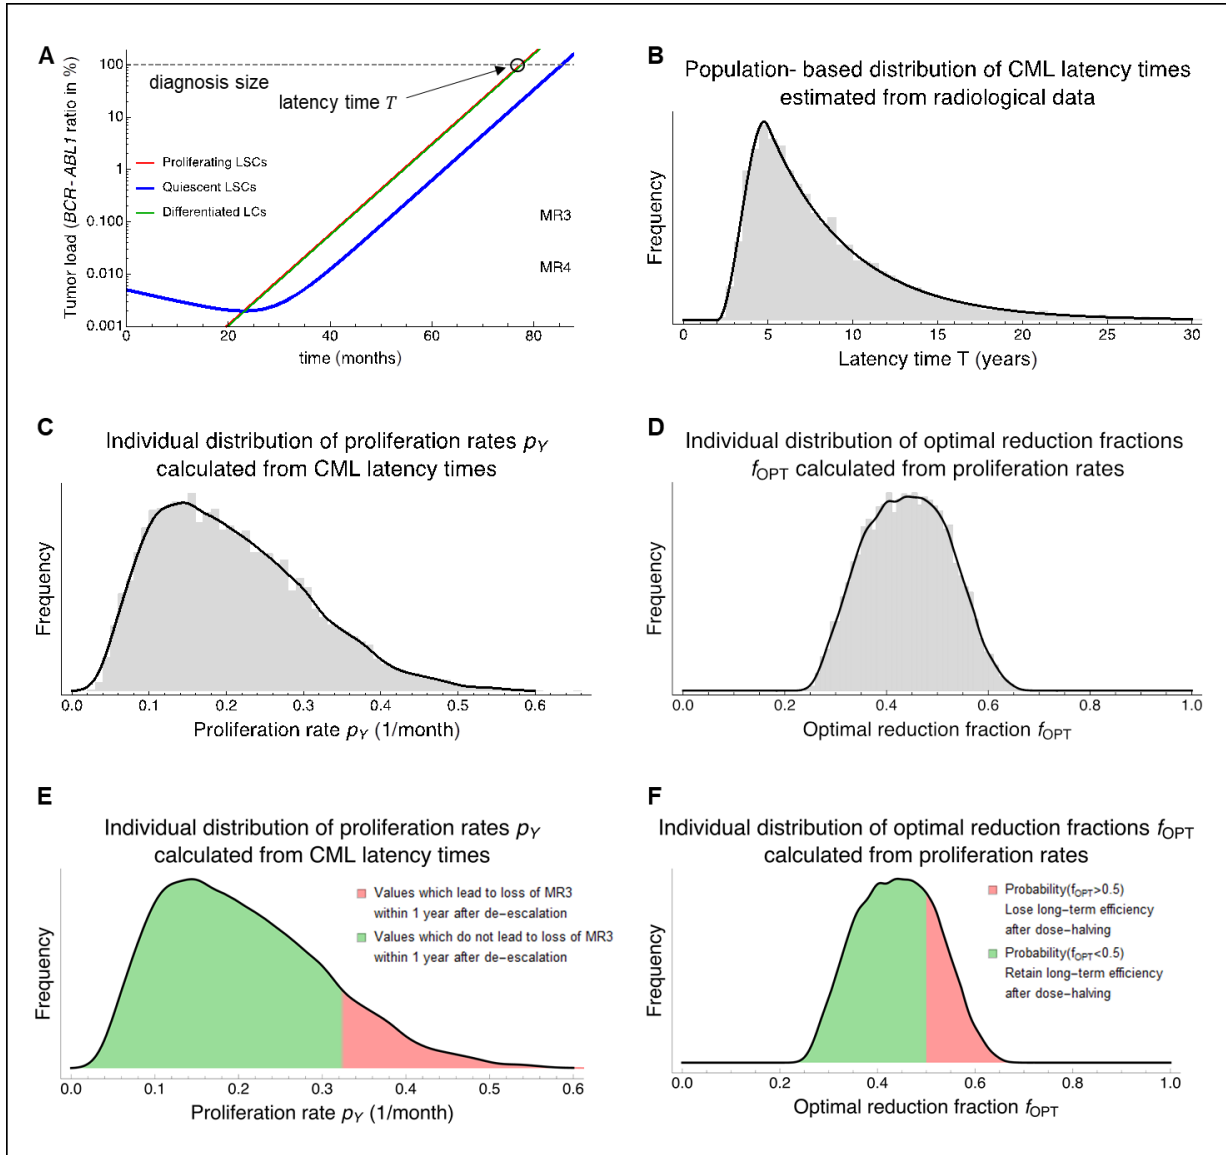 A
Tumor load (BCR- ABL1 ratio in %)
100
10
1
0.100
0.010
0.001
diagnosis size
latency time T
Proliferating LSCs
Quiescent LSCs
Differentiated LCs
MR3
MR4
0
20
40
60
80
time (months)
B
Population- based distribution of CML latency times
estimated from radiological data
Frequency
0
5
10
15
20
25
30
Latency time T (years)
C
Individual distribution of proliferation rates pY
calculated from CML latency times
Frequency
0.0
0.1
0.2
0.3
0.4
0.5
0.6
Proliferation rate pY (1/month)
D
Individual distribution of optimal reduction fractions
fOPT calculated from proliferation rates
Frequency
0.0
0.2
0.4
0.6
0.8
1.0
Optimal reduction fraction fOPT
E
Individual distribution of proliferation rates pY
calculated from CML latency times
Values which lead to loss of MR3
within 1 year after de-escalation
Values which do not lead to loss of MR3
within 1 year after de-escalation
Frequency
0.0
0.1
0.2
0.3
0.4
0.5
0.6
Proliferation rate pY (1/month)
F
Individual distribution of optimal reduction fractions fOPT
calculated from proliferation rates
Probability(fOPT>0.5)
Lose long-term efficiency
after dose-halving
Probability(fOPT<0.5)
Retain long-term efficiency
after dose-halving
Frequency
0.0
0.2
0.4
0.6
0.8
1.0
Optimal reduction fraction fOPT